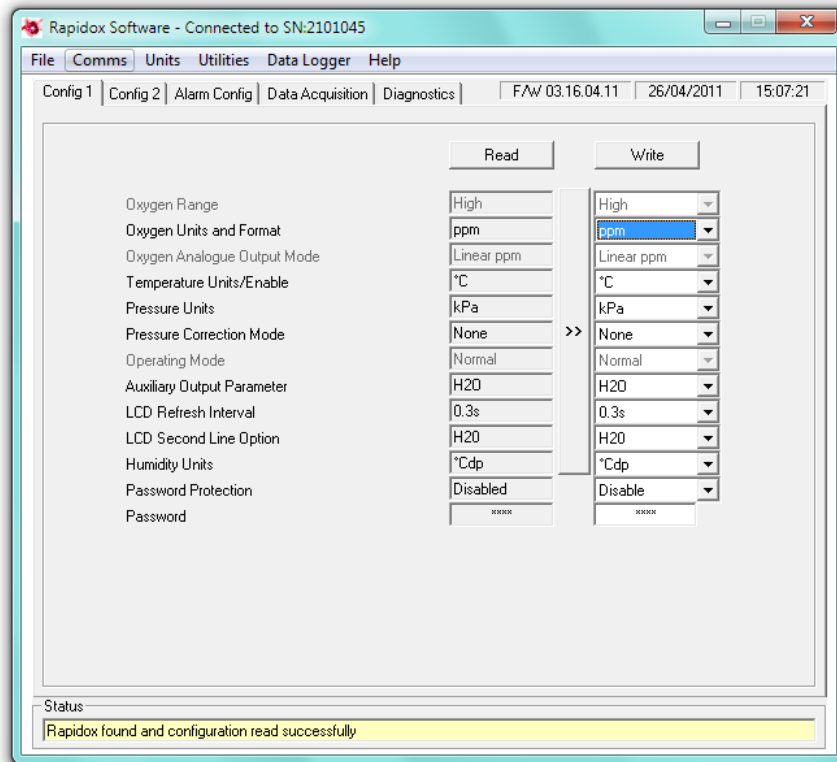 Rapidox Software - Connected to SN:2101045
File Comms Units Utilities Data Logger Help
Config 1 Config 2 Alarm Config Data Acquisition Diagnostics F/W 03.16.04.11 26/04/2011 15:07:21
Read Write
Oxygen Range High High
Oxygen Units and Format ppm ppm
Oxygen Analogue Output Mode Linear ppm Linear ppm
Temperature Units/Enable °C °C
Pressure Units kPa kPa
Pressure Correction Mode None >> None
Operating Mode Normal Normal
Auxiliary Output Parameter H2O H2O
LCD Refresh Interval 0.3s 0.3s
LCD Second Line Option H2O H2O
Humidity Units °Cdp °Cdp
Password Protection Disabled Disable
Password **** ****
Status
Rapidox found and configuration read successfully